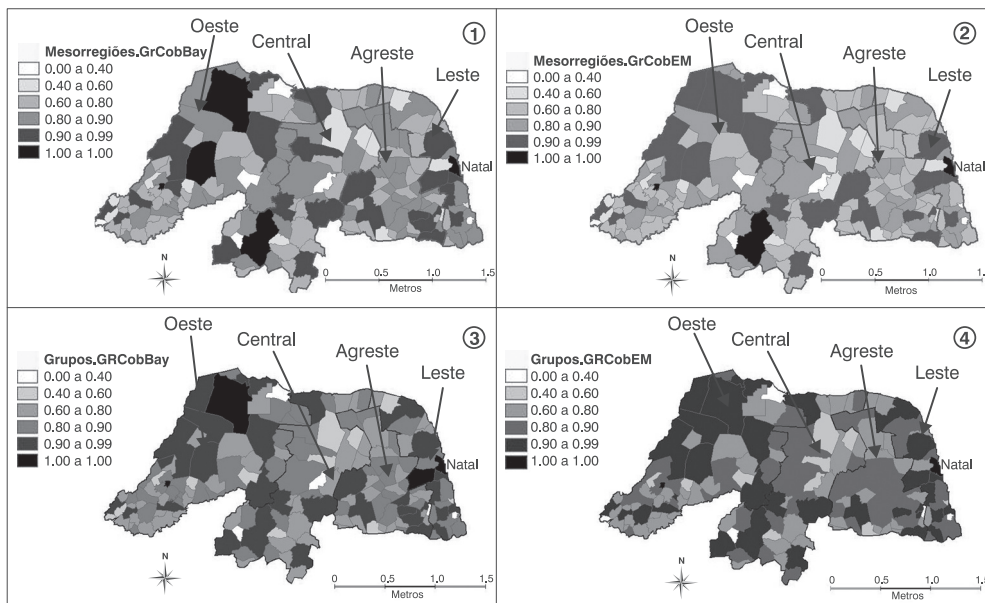 1
Oeste
Central
Agreste
Leste
Natal
Mesorregiões.GrCobBay
0.00 a 0.40
0.40 a 0.60
0.60 a 0.80
0.80 a 0.90
0.90 a 0.99
1.00 a 1.00
N
0.0 0.5 1.0 1.5
Metros
2
Oeste
Central
Agreste
Leste
Natal
Mesorregiões.GrCobEM
0.00 a 0.40
0.40 a 0.60
0.60 a 0.80
0.80 a 0.90
0.90 a 0.99
1.00 a 1.00
N
0.0 0.5 1.0 1.5
Metros
3
Oeste
Central
Agreste
Leste
Natal
Grupos.GRCobBay
0.00 a 0.40
0.40 a 0.60
0.60 a 0.80
0.80 a 0.90
0.90 a 0.99
1.00 a 1.00
N
0.0 0.5 1.0 1.5
Metros
4
Oeste
Central
Agreste
Leste
Natal
Grupos.GRCobEM
0.00 a 0.40
0.40 a 0.60
0.60 a 0.80
0.80 a 0.90
0.90 a 0.99
1.00 a 1.00
N
0.0 0.5 1.0 1.5
Metros